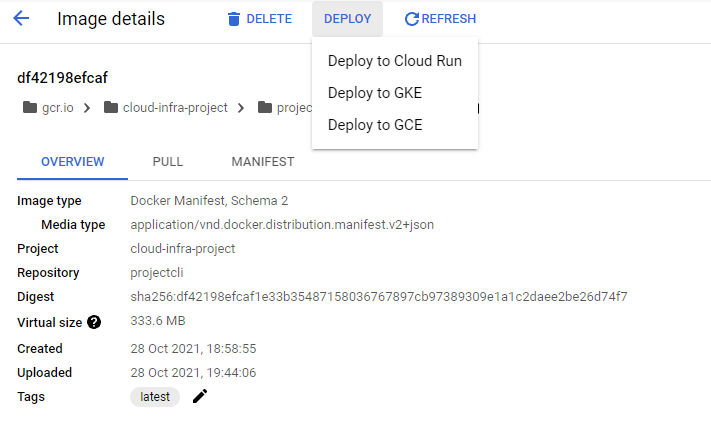 Image details DELETE DEPLOY REFRESH
Deploy to Cloud Run
Deploy to GKE
Deploy to GCE
df42198efcaf
gcr.io cloud-infra-project projec
OVERVIEW PULL MANIFEST
Image type Docker Manifest, Schema 2
Media type application/vnd.docker.distribution.manifest.v2+json
Project cloud-infra-project
Repository projectcli
Digest sha256:df42198efcaf1e33b35487158036767897cb97389309e1a1c2daee2be26d74f7
Virtual size ? 333.6 MB
Created 28 Oct 2021, 18:58:55
Uploaded 28 Oct 2021, 19:44:06
Tags latest